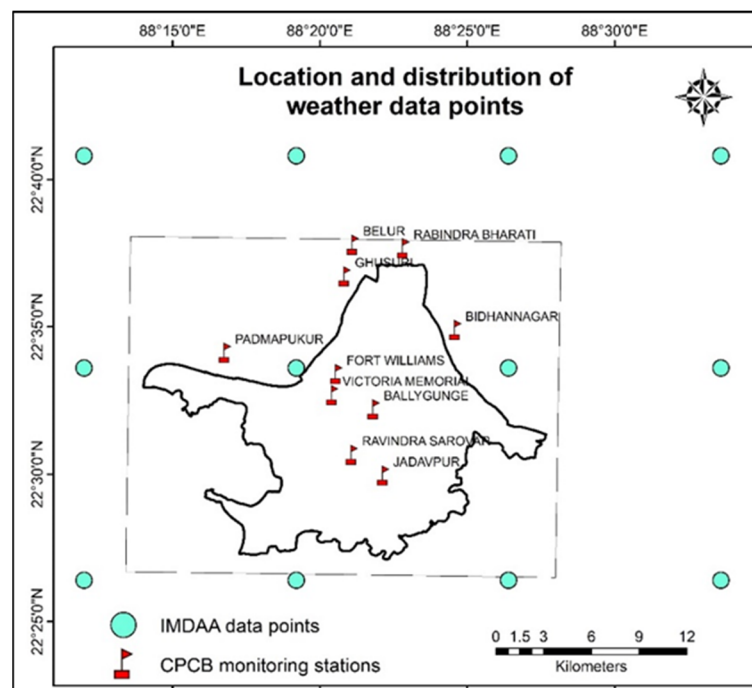 88°15'0"E
88°20'0"E
88°25'0"E
88°30'0"E
Location and distribution of
weather data points
22°40'0"N
BELUR
RABINDRA BHARATI
GHUSURI
22°35'0"N
BIDHANNAGAR
PADMAPUKUR
FORT WILLIAMS
VICTORIA MEMORIAL
BALLYGUNGE
RAVINDRA SAROVAR
22°30'0"N
JADAVPUR
22°25'0"N
IMDAA data points
CPCB monitoring stations
0 1.5 3 6 9 12
Kilometers